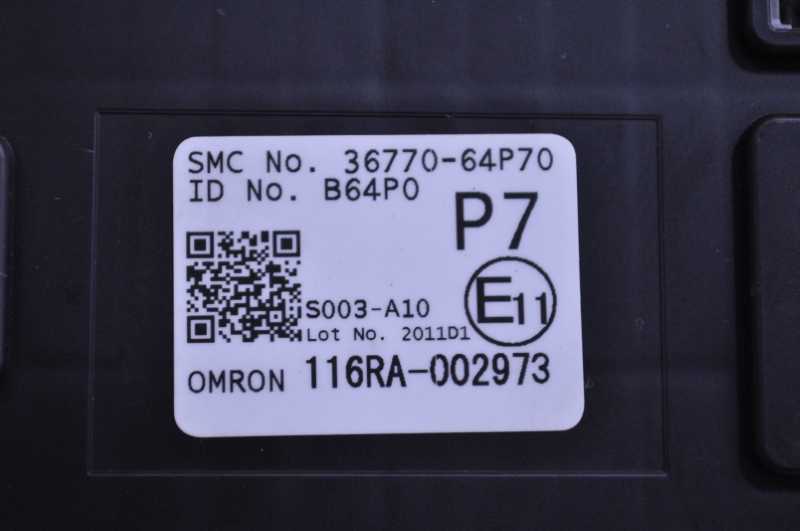 SMC No. 36770-64P70
ID No. B64P0
P7
S003-A10
E11
Lot No. 2011D1
OMRON 116RA-002973